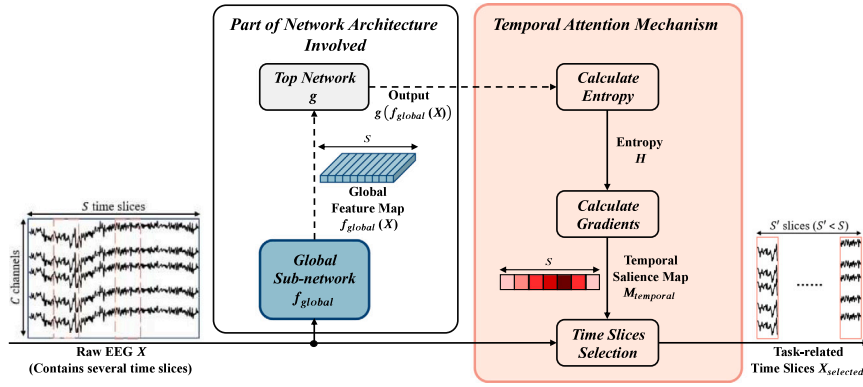 Part of Network Architecture
Involved
Temporal Attention Mechanism
Top Network
g
Output
g(f_global(X))
Calculate
Entropy
S
Entropy
H
Global
Feature Map
f_global(X)
Calculate
Gradients
S time slices
C channels
Global
Sub-network
f_global
S
Temporal
Salience Map
M_temporal
S' slices (S' < S)
......
Time Slices
Selection
Raw EEG X
(Contains several time slices)
Task-related
Time Slices X_selected